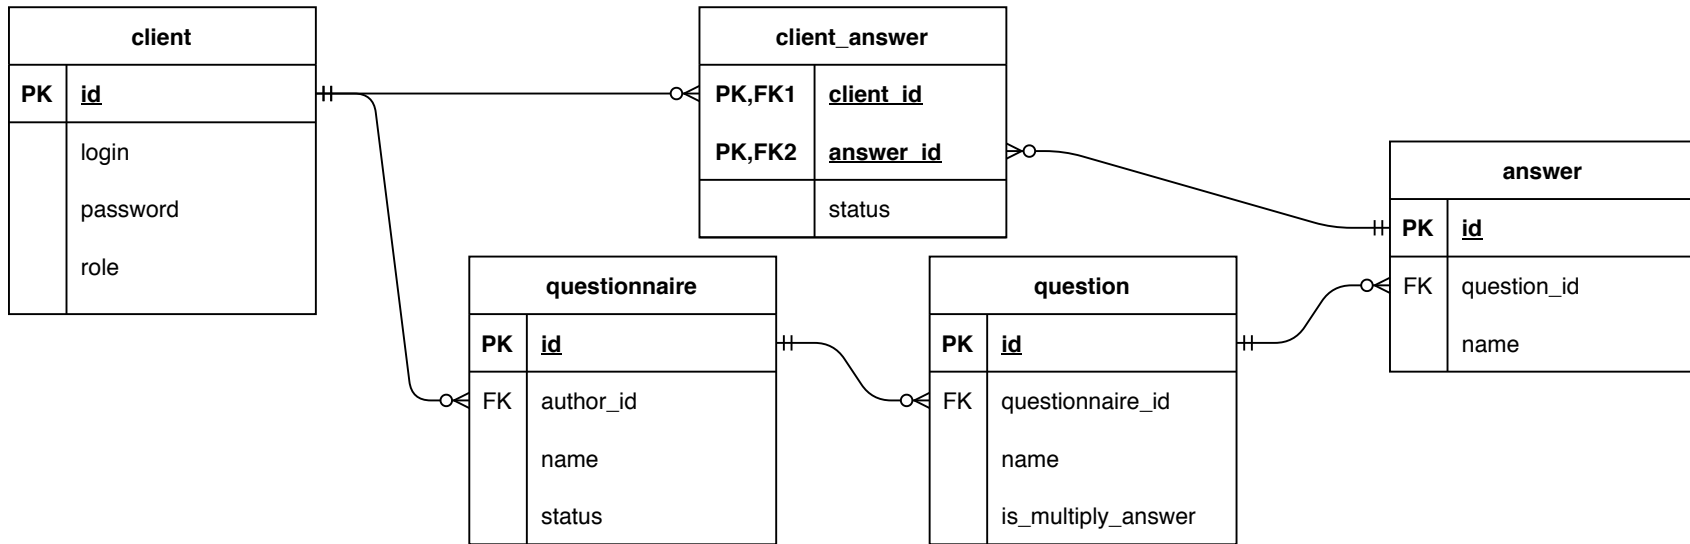 client
PK id
login
password
role
client_answer
PK,FK1 client_id
PK,FK2 answer_id
status
questionnaire
PK id
FK author_id
name
status
question
PK id
FK questionnaire_id
name
is_multiply_answer
answer
PK id
FK question_id
name